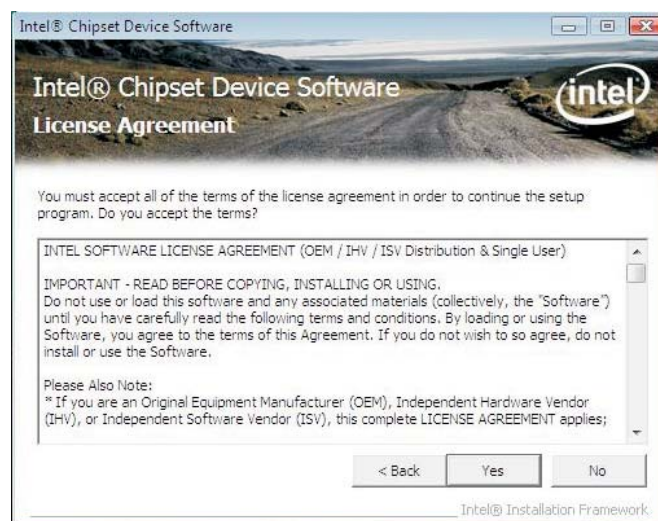 Intel® Chipset Device Software
Intel® Chipset Device Software
intel
License Agreement
You must accept all of the terms of the license agreement in order to continue the setup
program. Do you accept the terms?
INTEL SOFTWARE LICENSE AGREEMENT (OEM / IHV / ISV Distribution & Single User)
IMPORTANT - READ BEFORE COPYING, INSTALLING OR USING.
Do not use or load this software and any associated materials (collectively, the "Software")
until you have carefully read the following terms and conditions. By loading or using the
Software, you agree to the terms of this Agreement. If you do not wish to so agree, do not
install or use the Software.
Please Also Note:
* If you are an Original Equipment Manufacturer (OEM), Independent Hardware Vendor
(IHV), or Independent Software Vendor (ISV), this complete LICENSE AGREEMENT applies;
< Back
Yes
No
Intel® Installation Framework